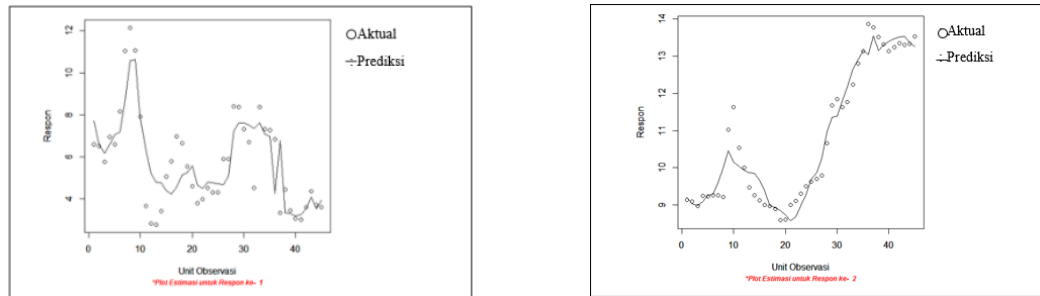 12
10
8
6
4
Respon
0
10
20
30
40
Unit Observasi
*Plot Estimasi untuk Respon ke- 1
Aktual
Prediksi
14
13
12
11
10
9
Respon
0
10
20
30
40
Unit Observasi
*Plot Estimasi untuk Respon ke- 2
Aktual
Prediksi